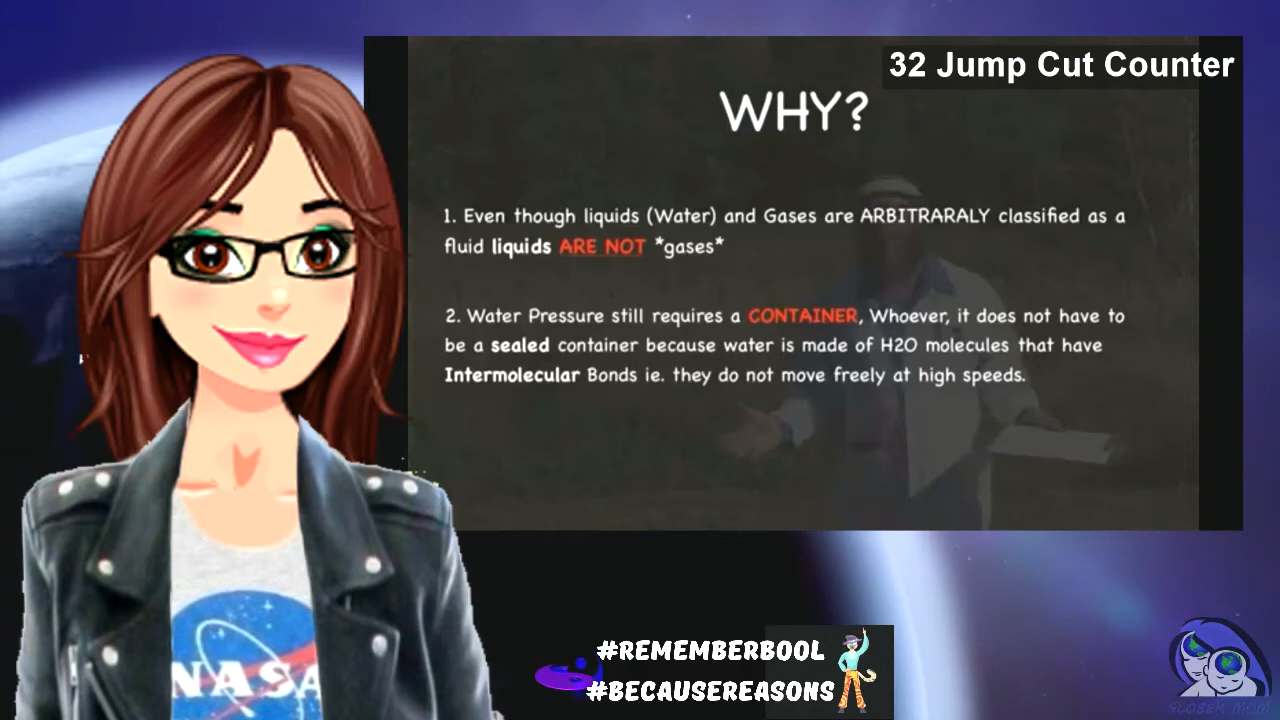 32 Jump Cut Counter
WHY?
1. Even though liquids (Water) and Gases are ARBITRARALY classified as a
fluid liquids ARE NOT *gases*
2. Water Pressure still requires a CONTAINER, Whoever, it does not have to
be a sealed container because water is made of H2O molecules that have
Intermolecular Bonds ie. they do not move freely at high speeds.
NASA
#REMEMBERBOOL
#BECAUSEREASONS
GLOBER MOM